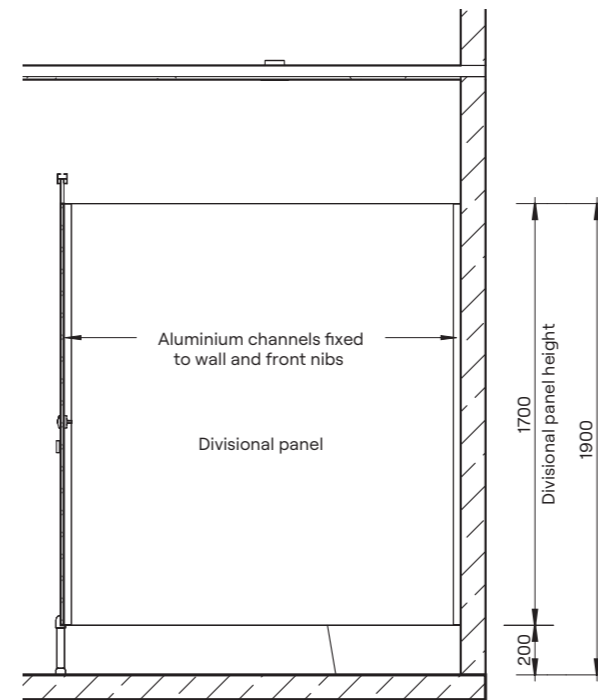 Aluminium channels fixed
to wall and front nibs
Divisional panel
1700
Divisional panel height
1900
200